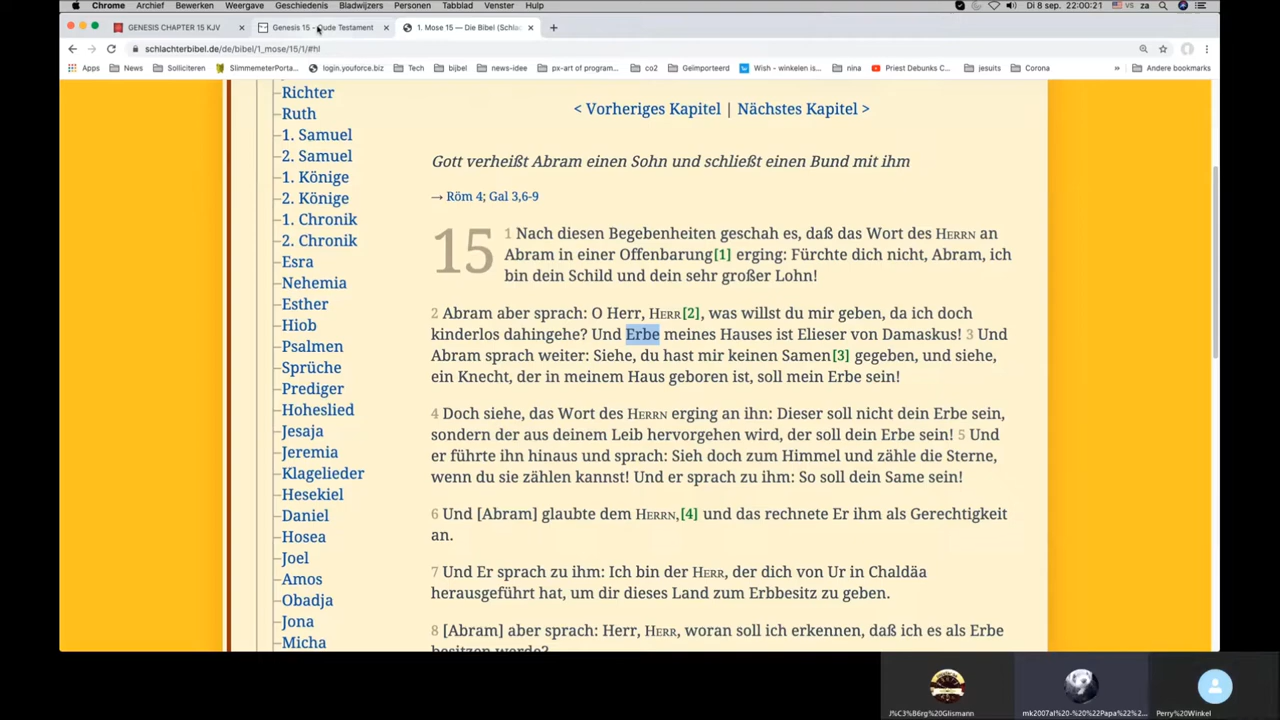 Chrome Archief Bewerken Weergave Geschiedenis Bladwijzers Personen Tabblad Venster Help za Di 8 sep. 22:00:21
GENESIS CHAPTER 15 KJV × Genesis 15 - Oude Testament × 1. Mose 15 — Die Bibel (Schlac × +
schlachterbibel.de/de/bibel/1_mose/15/1/#hl
Apps News Solliciteren SlimmemeterPorta... login.youforce.biz Tech bijbel news-idee px-art of program... co2 Geïmporteerd Wish - winkelen is... nina Priest Debunks C... jesuits Corona » Andere bookmarks
Richter
Ruth
1. Samuel
2. Samuel
1. Könige
2. Könige
1. Chronik
2. Chronik
Esra
Nehemia
Esther
Hiob
Psalmen
Sprüche
Prediger
Hoheslied
Jesaja
Jeremia
Klagelieder
Hesekiel
Daniel
Hosea
Joel
Amos
Obadja
Jona
Micha
< Vorheriges Kapitel | Nächstes Kapitel >
Gott verheißt Abram einen Sohn und schließt einen Bund mit ihm
→ Röm 4; Gal 3,6-9
15 1 Nach diesen Begebenheiten geschah es, daß das Wort des HERRN an
Abram in einer Offenbarung[1] erging: Fürchte dich nicht, Abram, ich
bin dein Schild und dein sehr großer Lohn!
2 Abram aber sprach: O Herr, HERR[2], was willst du mir geben, da ich doch
kinderlos dahingehe? Und Erbe meines Hauses ist Elieser von Damaskus! 3 Und
Abram sprach weiter: Siehe, du hast mir keinen Samen[3] gegeben, und siehe,
ein Knecht, der in meinem Haus geboren ist, soll mein Erbe sein!
4 Doch siehe, das Wort des HERRN erging an ihn: Dieser soll nicht dein Erbe sein,
sondern der aus deinem Leib hervorgehen wird, der soll dein Erbe sein! 5 Und
er führte ihn hinaus und sprach: Sieh doch zum Himmel und zähle die Sterne,
wenn du sie zählen kannst! Und er sprach zu ihm: So soll dein Same sein!
6 Und [Abram] glaubte dem HERRN,[4] und das rechnete Er ihm als Gerechtigkeit
an.
7 Und Er sprach zu ihm: Ich bin der HERR, der dich von Ur in Chaldäa
herausgeführt hat, um dir dieses Land zum Erbbesitz zu geben.
8 [Abram] aber sprach: Herr, HERR, woran soll ich erkennen, daß ich es als Erbe
besitzen werde?
J%C3%B6rg%20Glismann mk2007al%20-%20%22Papa%22%2... Perry%20Winkel